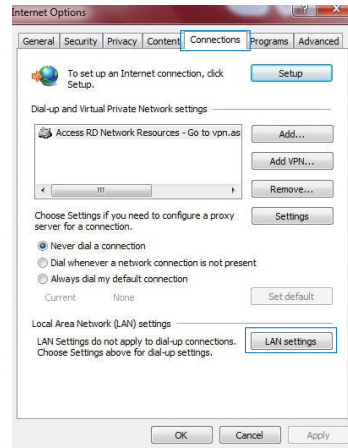 Internet Options
General Security Privacy Content Connections Programs Advanced
To set up an Internet connection, click
Setup.
Setup
Dial-up and Virtual Private Network settings
Access RD Network Resources - Go to vpn.as
Add...
Add VPN...
Remove...
Choose Settings if you need to configure a proxy
server for a connection.
Settings
Never dial a connection
Dial whenever a network connection is not present
Always dial my default connection
Current None
Set default
Local Area Network (LAN) settings
LAN Settings do not apply to dial-up connections.
Choose Settings above for dial-up settings.
LAN settings
OK Cancel Apply